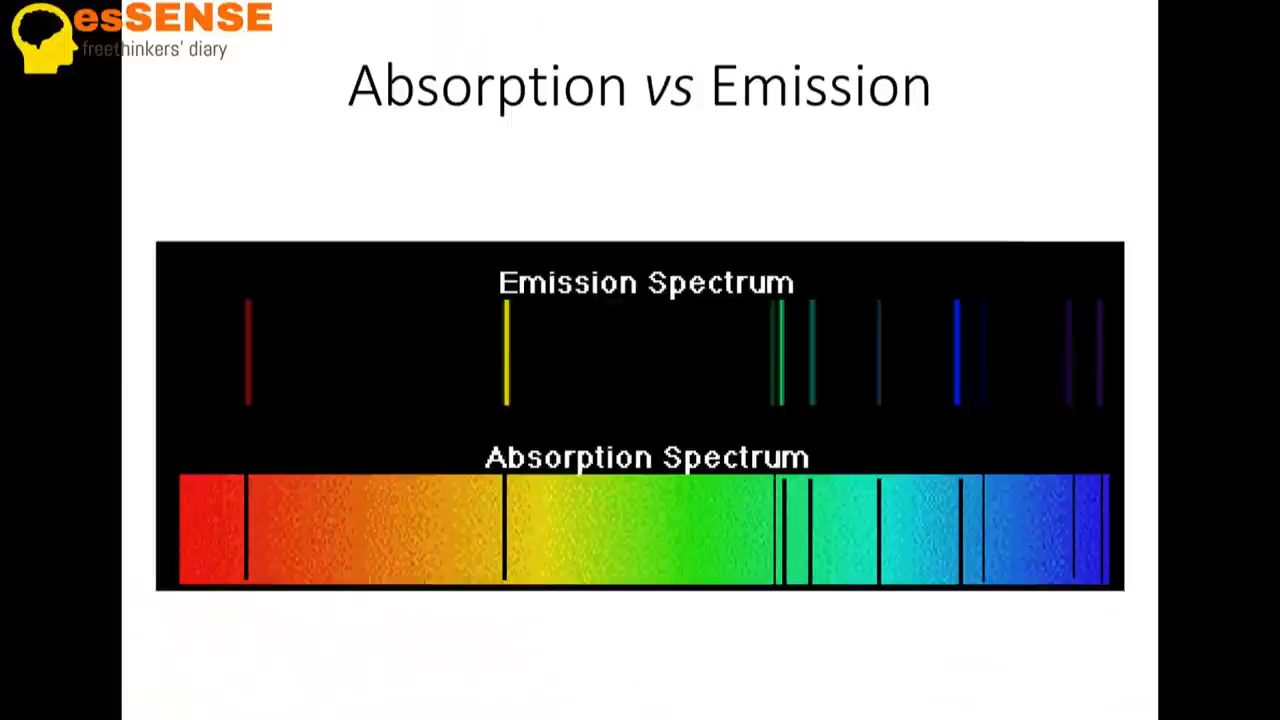 esSENSE
freethinkers' diary
Absorption vs Emission
Emission Spectrum
Absorption Spectrum